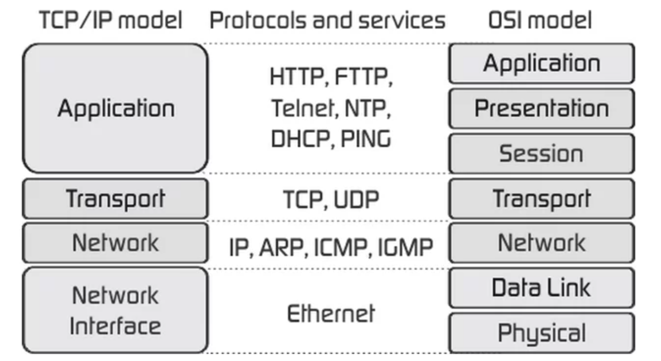 TCP/IP model Protocols and services OSI model
Application
HTTP, FTTP,
Telnet, NTP,
DHCP, PING
Application
Presentation
Session
Transport TCP, UDP Transport
Network IP, ARP, ICMP, IGMP Network
Network
Interface
Ethernet
Data Link
Physical